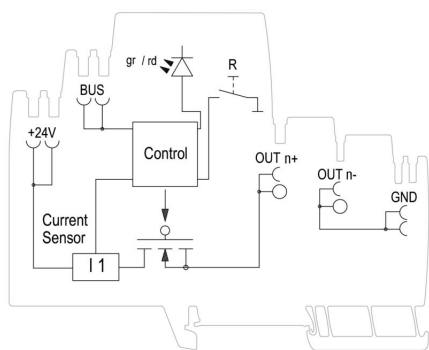 gr / rd
R
BUS
+24V
Control
OUT n+
OUT n-
GND
Current
Sensor
I 1